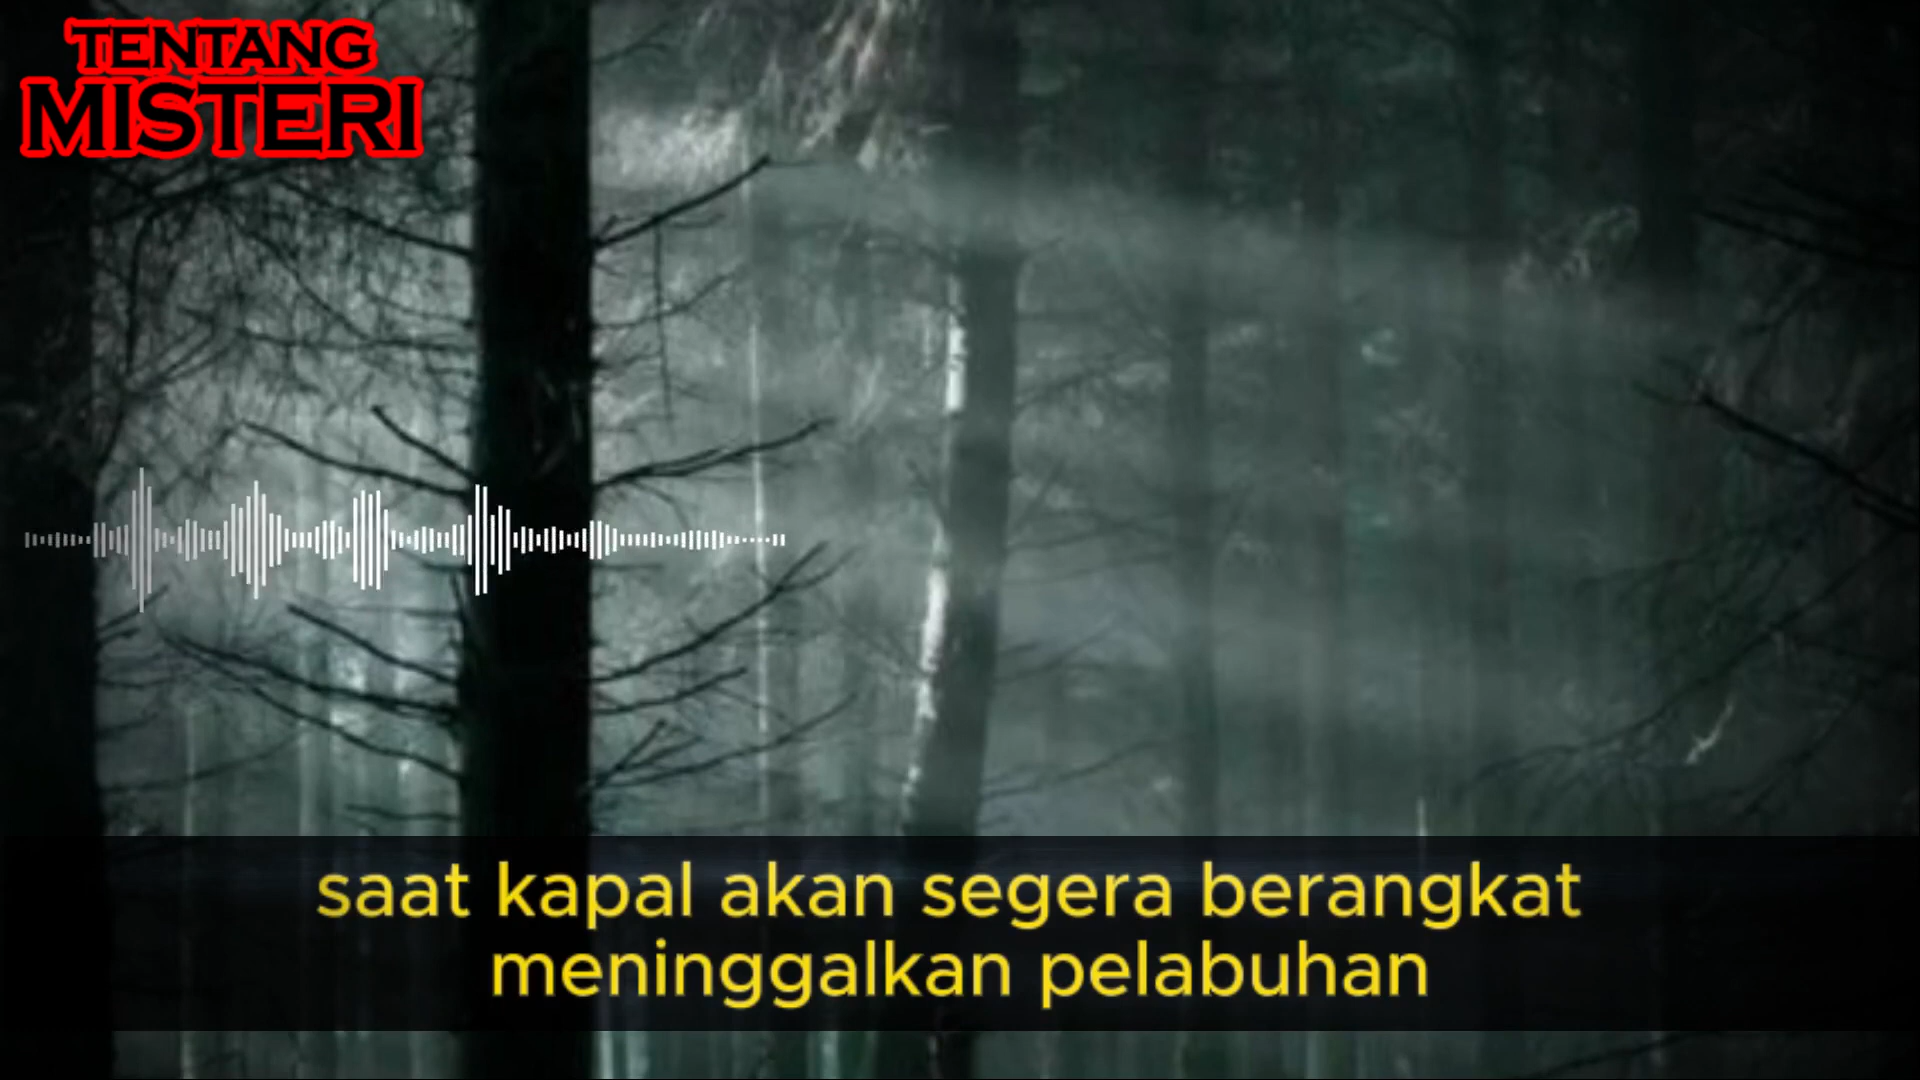 TENTANG
MISTERI
saat kapal akan segera berangkat
meninggalkan pelabuhan